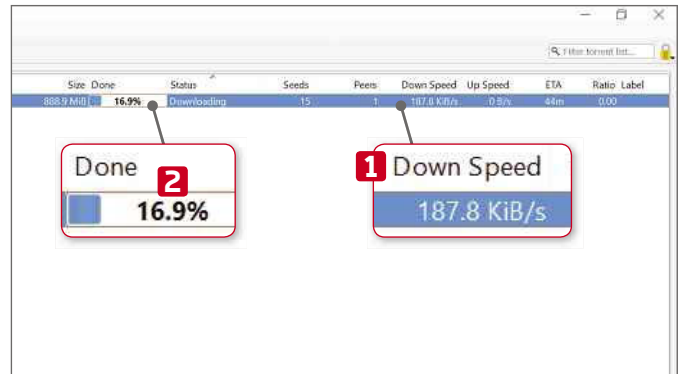 Filter torrent list...
Size Done Status Seeds Peers Down Speed Up Speed ETA Ratio Label
888.9 MiB 16.9% Downloading 15 1 187.8 KiB/s 0 B/s 44m 0.00
Done
2
16.9%
1
Down Speed
187.8 KiB/s